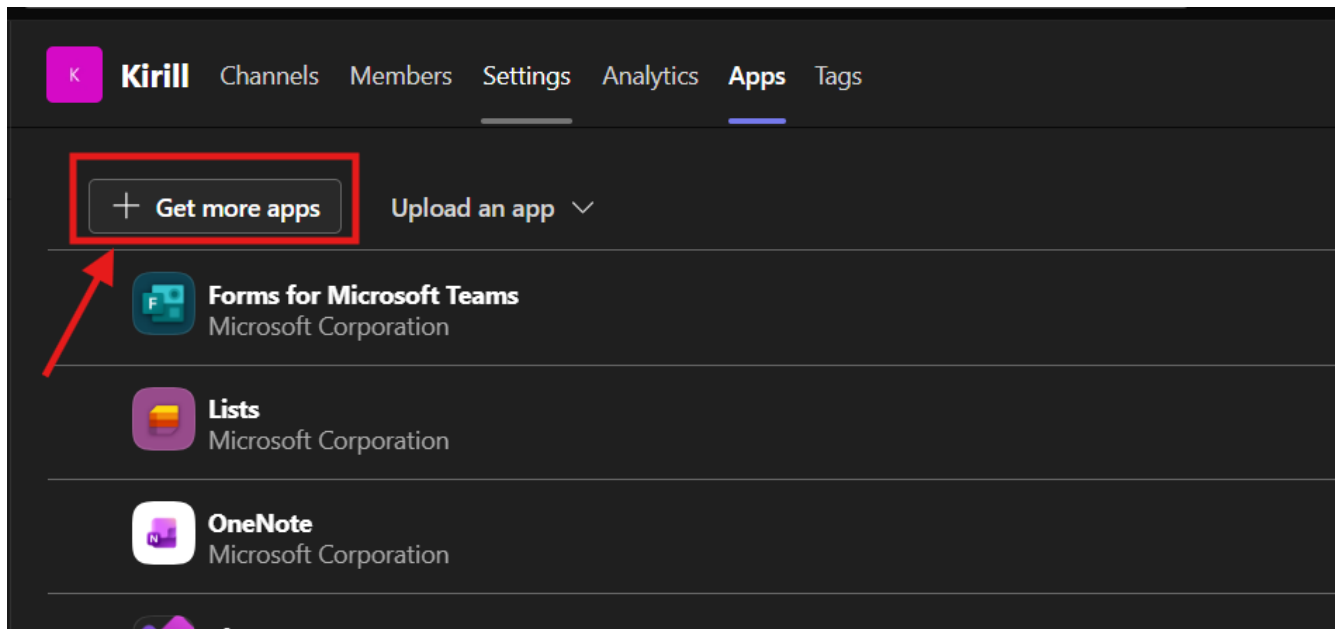 K
Kirill Channels Members Settings Analytics Apps Tags
Get more apps Upload an app
F
Forms for Microsoft Teams
Microsoft Corporation
Lists
Microsoft Corporation
N
OneNote
Microsoft Corporation